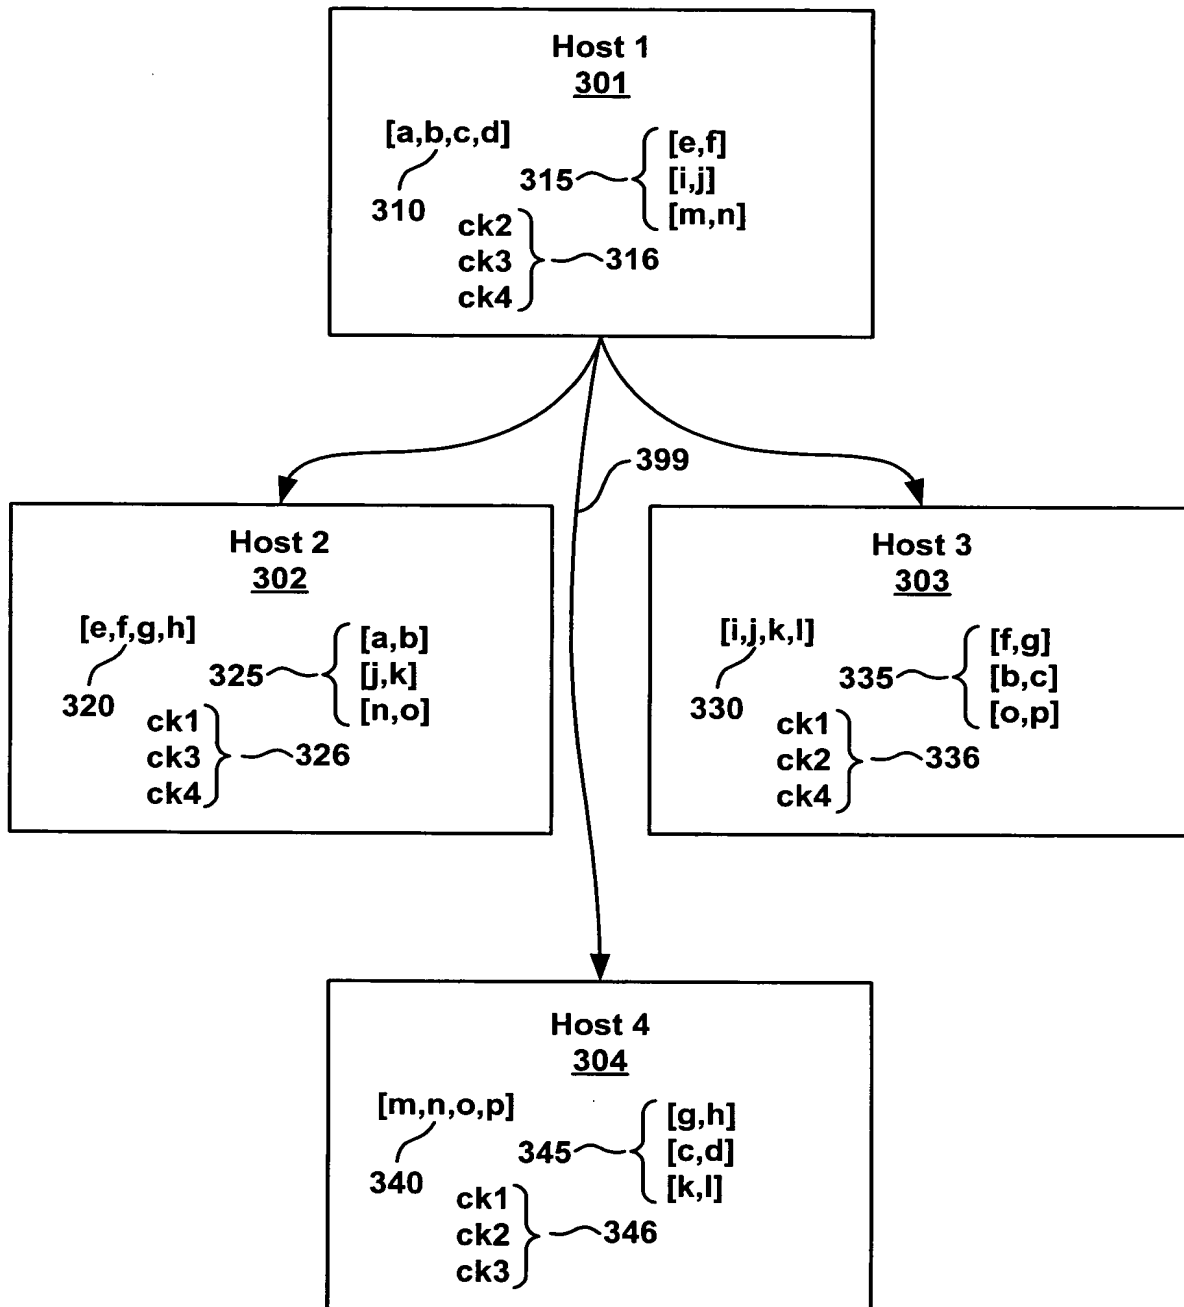 Host 1
301
[a,b,c,d]
310
315
[e,f]
[i,j]
[m,n]
ck2
ck3
ck4
316
399
Host 2
302
[e,f,g,h]
320
325
[a,b]
[j,k]
[n,o]
ck1
ck3
ck4
326
Host 3
303
[i,j,k,l]
330
335
[f,g]
[b,c]
[o,p]
ck1
ck2
ck4
336
Host 4
304
[m,n,o,p]
340
345
[g,h]
[c,d]
[k,l]
ck1
ck2
ck3
346